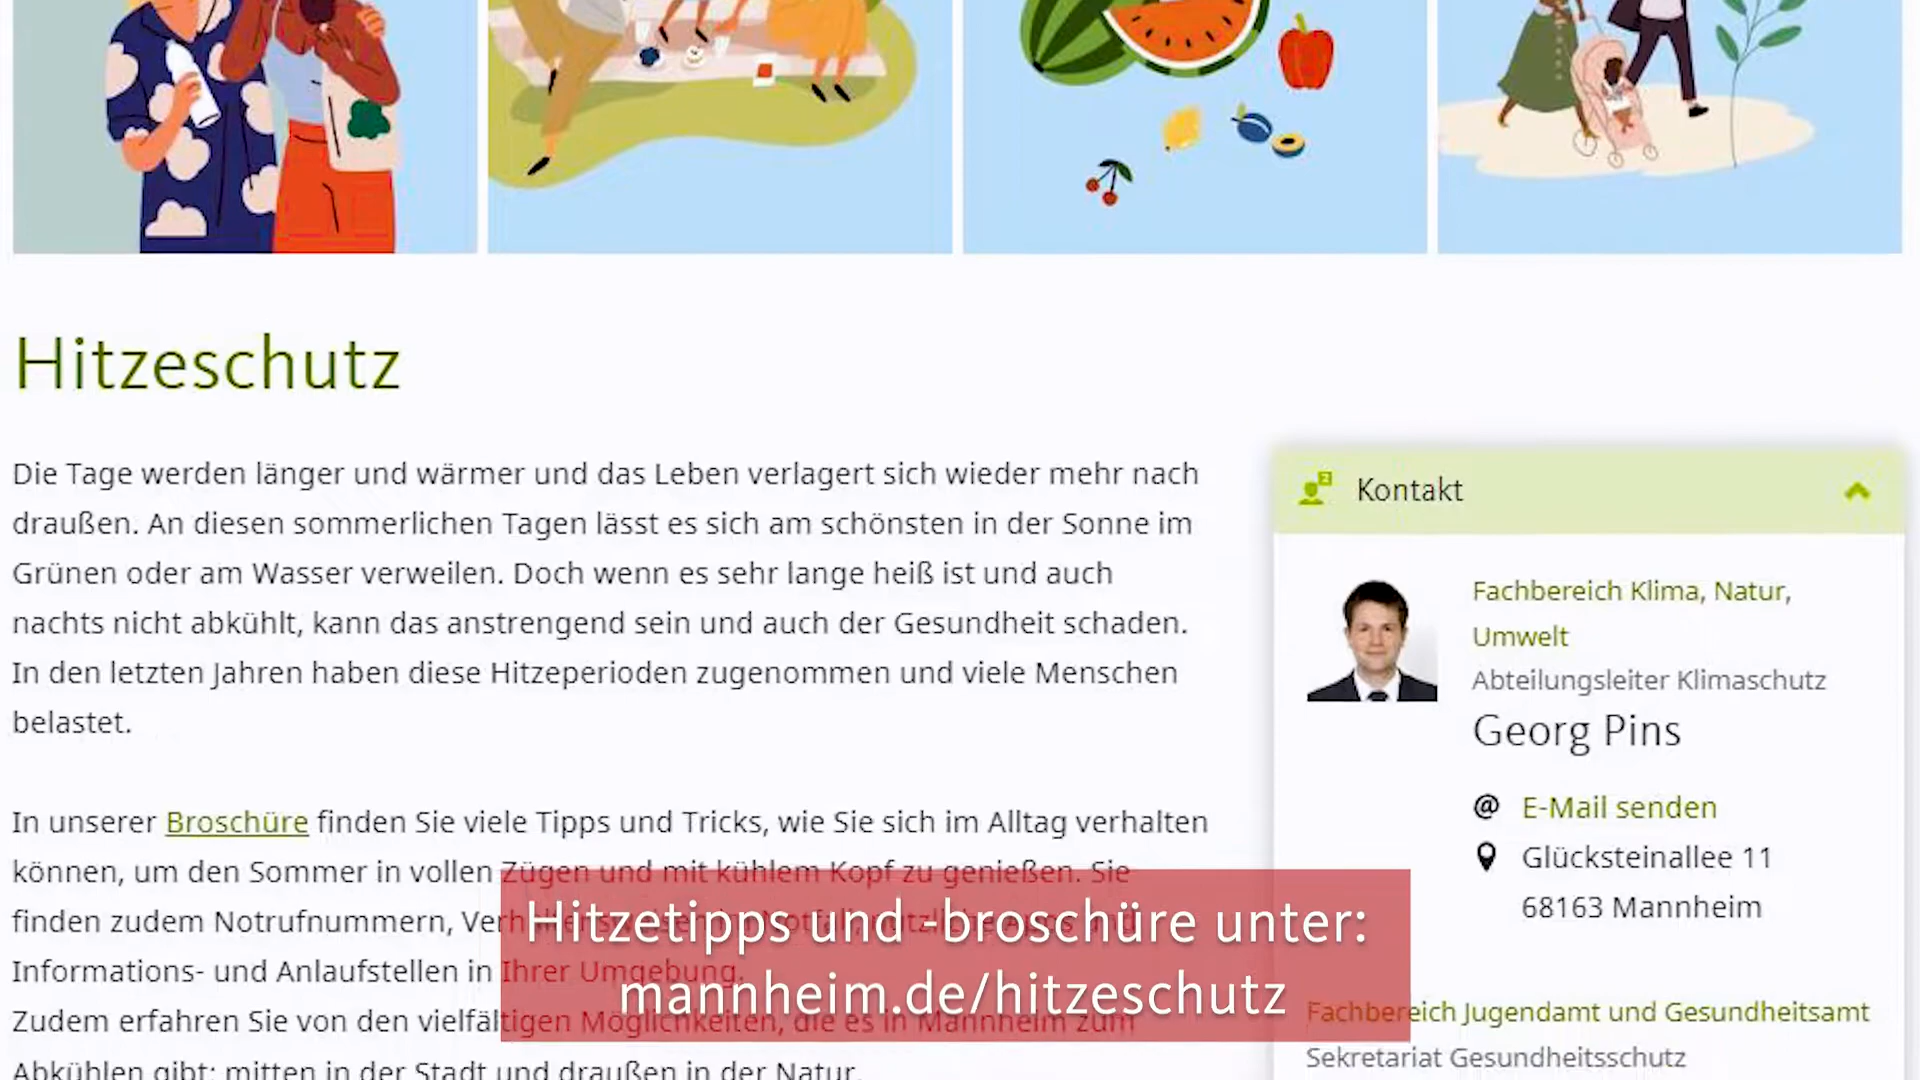 Hitzeschutz
Die Tage werden länger und wärmer und das Leben verlagert sich wieder mehr nach
draußen. An diesen sommerlichen Tagen lässt es sich am schönsten in der Sonne im
Grünen oder am Wasser verweilen. Doch wenn es sehr lange heiß ist und auch
nachts nicht abkühlt, kann das anstrengend sein und auch der Gesundheit schaden.
In den letzten Jahren haben diese Hitzeperioden zugenommen und viele Menschen
belastet.
In unserer Broschüre finden Sie viele Tipps und Tricks, wie Sie sich im Alltag verhalten
können, um den Sommer in vollen Zügen und mit kühlem Kopf zu genießen. Sie
finden zudem Notrufnummern,
Informations- und Anlaufstellen in Ihrer Umgebung.
Zudem erfahren Sie von den vielfältigen Möglichkeiten, die es in Mannheim zum
Abkühlen gibt: mitten in der Stadt und draußen in der Natur.
Kontakt
Fachbereich Klima, Natur,
Umwelt
Abteilungsleiter Klimaschutz
Georg Pins
E-Mail senden
Glücksteinallee 11
68163 Mannheim
Fachbereich Jugendamt und Gesundheitsamt
Sekretariat Gesundheitsschutz
Hitzetipps und -broschüre unter:
mannheim.de/hitzeschutz